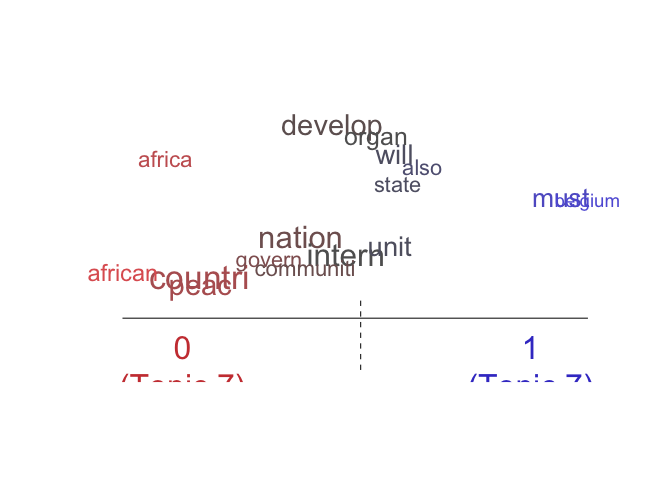 develop
organ
will
africa
also
state
must
belgium
nation
unit
intern
govern
communiti
african
countri
peac
0
1
(Topic 7)
(Topic 7)